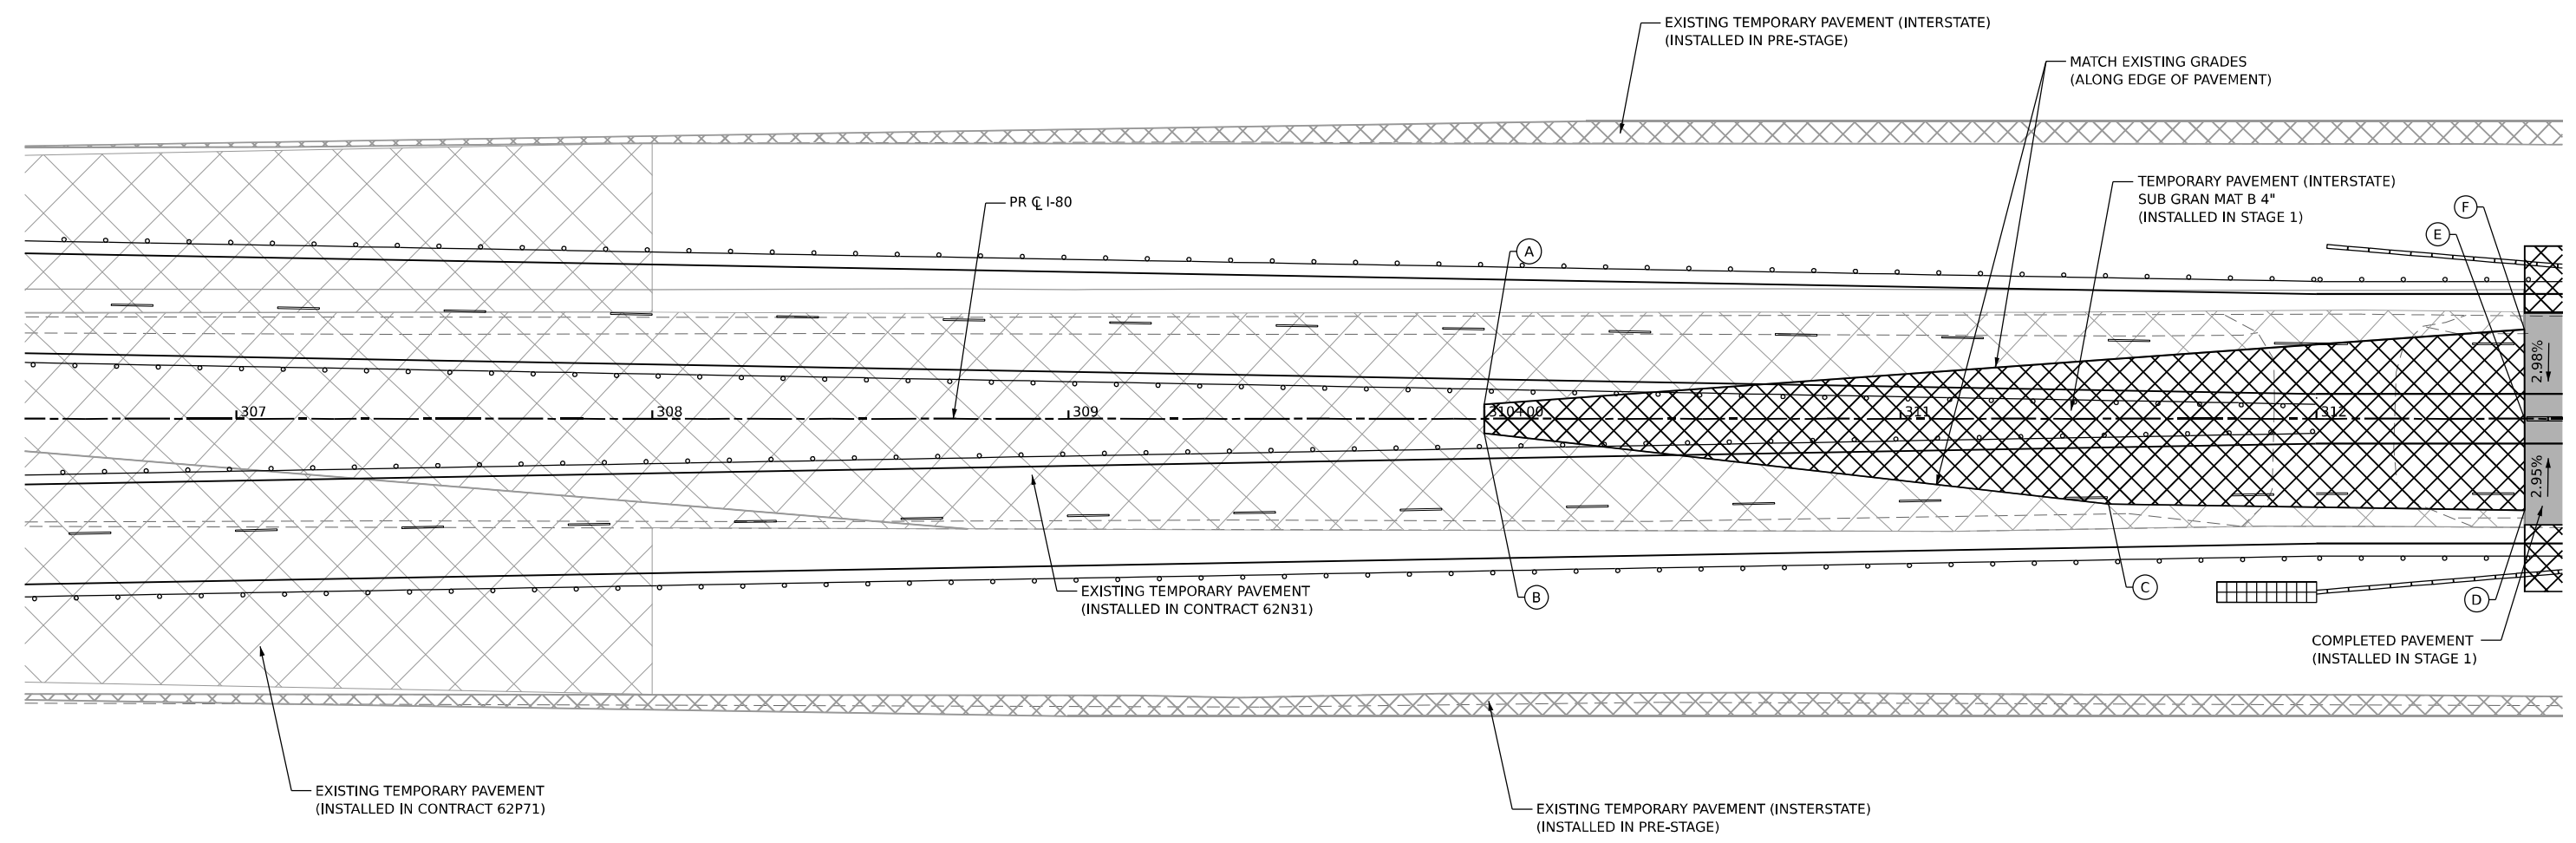 EXISTING TEMPORARY PAVEMENT (INTERSTATE)
(INSTALLED IN PRE-STAGE)
MATCH EXISTING GRADES
(ALONG EDGE OF PAVEMENT)
TEMPORARY PAVEMENT (INTERSTATE)
SUB GRAN MAT B 4"
(INSTALLED IN STAGE 1)
PR ℄ I-80
F
E
A
2.98%
307
308
309
310+00
311
312
2.95%
EXISTING TEMPORARY PAVEMENT
(INSTALLED IN CONTRACT 62N31)
B
C
D
COMPLETED PAVEMENT
(INSTALLED IN STAGE 1)
EXISTING TEMPORARY PAVEMENT
(INSTALLED IN CONTRACT 62P71)
EXISTING TEMPORARY PAVEMENT (INSTERSTATE)
(INSTALLED IN PRE-STAGE)